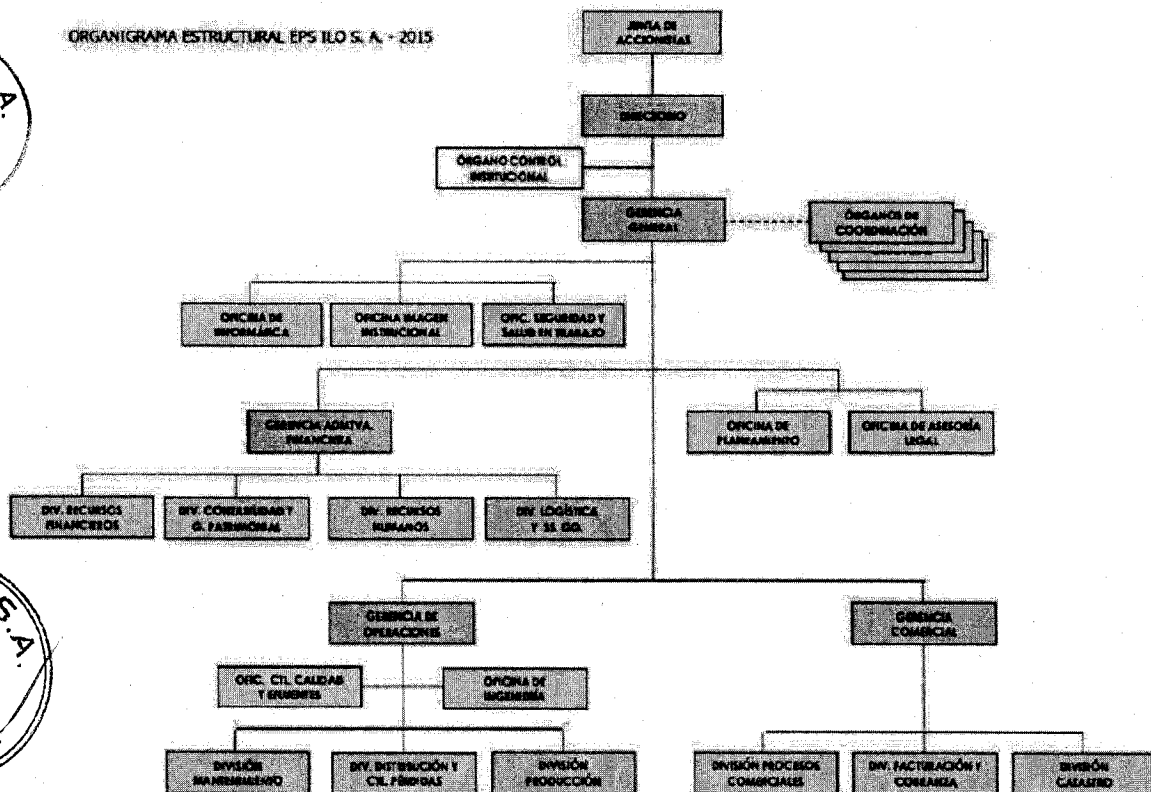 ORGANIGRAMA ESTRUCTURAL EPS ILO S. A. - 2015
JUNTA DE
ACCIONISTAS
DIRECTORIO
ÓRGANO CONTROL
INSTITUCIONAL
GERENCIA
GENERAL
ÓRGANOS DE
COORDINACIÓN
OFICINA DE
INFORMÁTICA
OFICINA IMAGEN
INSTITUCIONAL
OFIC. SEGURIDAD Y
SALUD EN TRABAJO
GERENCIA ADMTVA.
FINANCIERA
OFICINA DE
PLANEAMIENTO
OFICINA DE ASESORÍA
LEGAL
DIV. RECURSOS
FINANCIEROS
DIV. CONTABILIDAD Y
G. PATRIMONIAL
DIV. RECURSOS
HUMANOS
DIV. LOGÍSTICA
Y SS. GG.
GERENCIA DE
OPERACIONES
GERENCIA
COMERCIAL
OFIC. CTL. CALIDAD
Y EFLUENTES
OFICINA DE
INGENIERÍA
DIVISIÓN
MANTENIMIENTO
DIV. DISTRIBUCIÓN Y
CTL. PÉRDIDAS
DIVISIÓN
PRODUCCIÓN
DIVISIÓN PROCESOS
COMERCIALES
DIV. FACTURACIÓN Y
COBRANZA
DIVISIÓN
CATASTRO
A.
S.A.